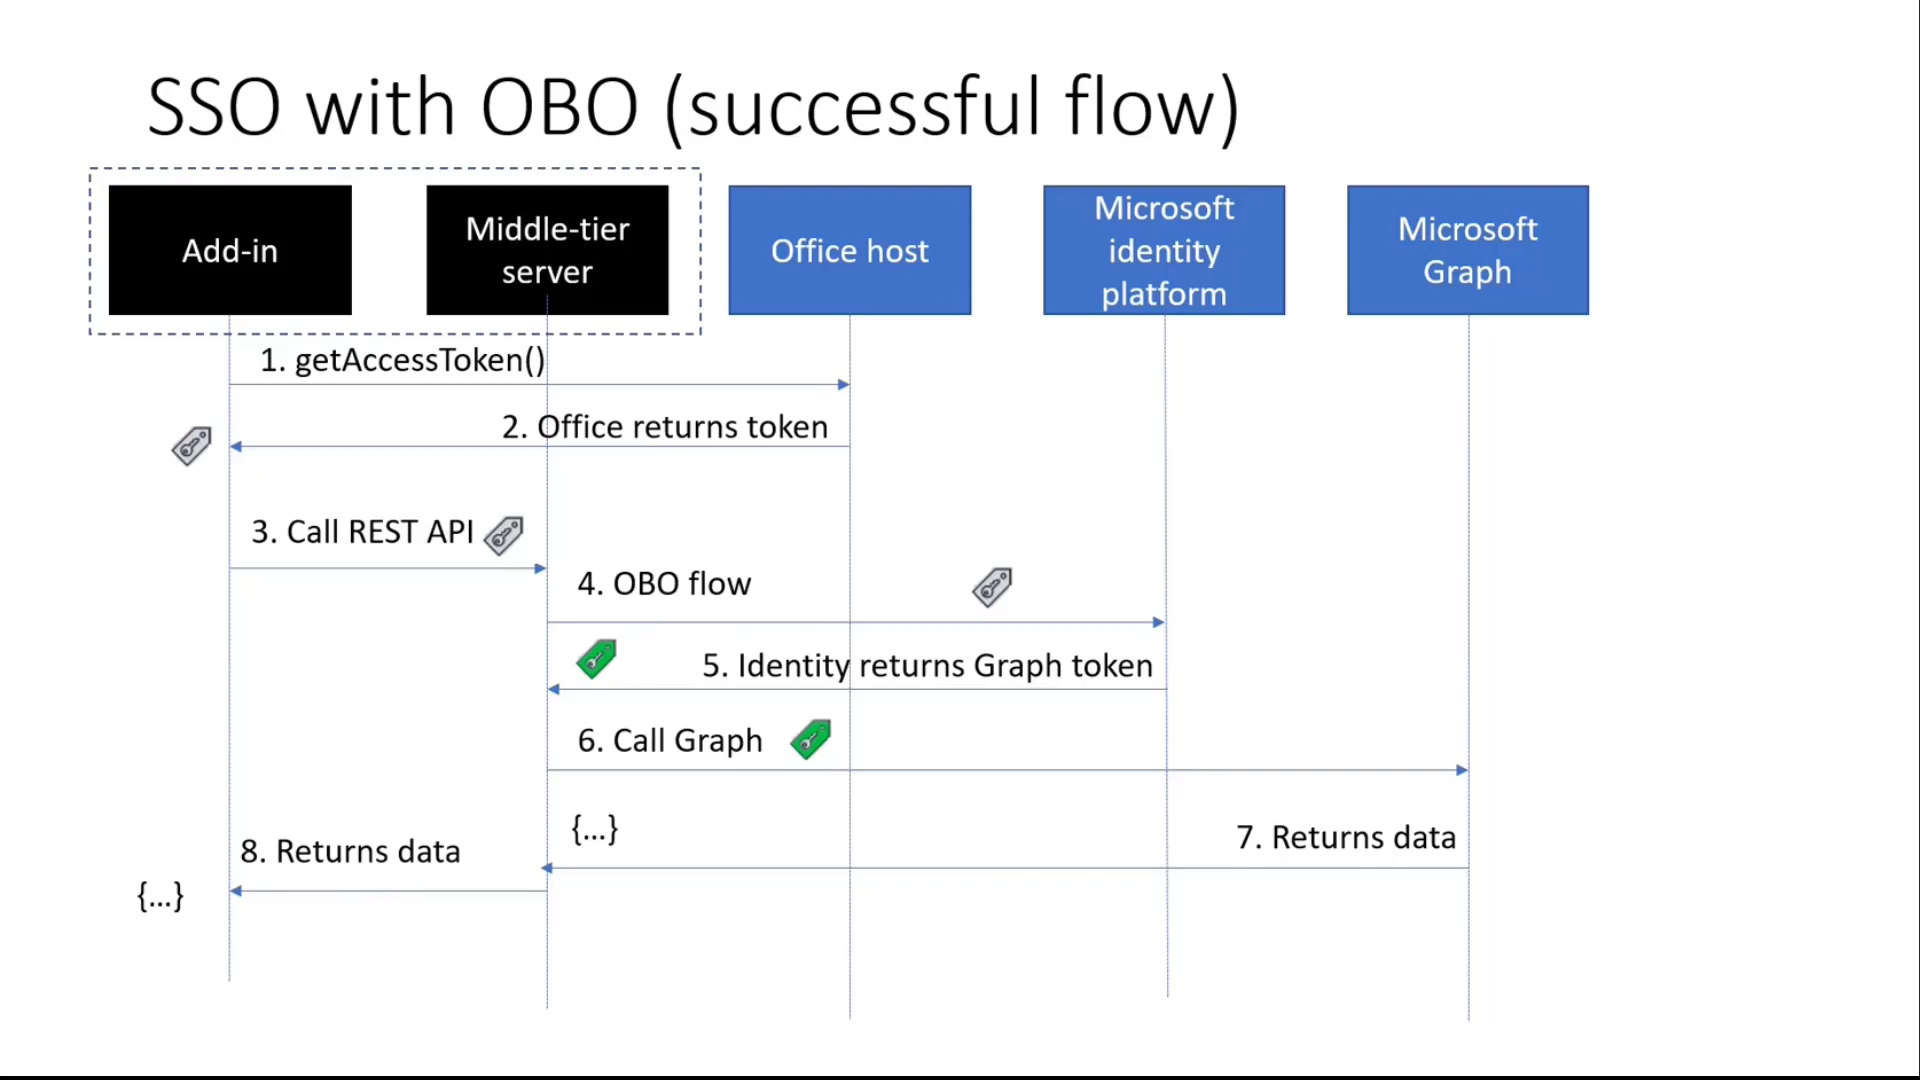 SSO with OBO (successful flow)
Add-in
Middle-tier
server
Office host
Microsoft
identity
platform
Microsoft
Graph
1. getAccessToken()
2. Office returns token
3. Call REST API
4. OBO flow
5. Identity returns Graph token
6. Call Graph
{...}
7. Returns data
8. Returns data
{...}